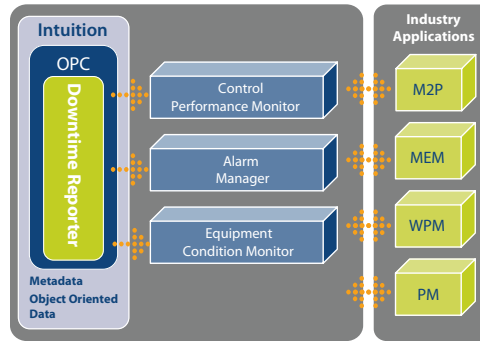 Intuition
OPC
Downtime Reporter
Metadata
Object Oriented
Data
Control
Performance Monitor
Alarm
Manager
Equipment
Condition Monitor
Industry
Applications
M2P
MEM
WPM
PM